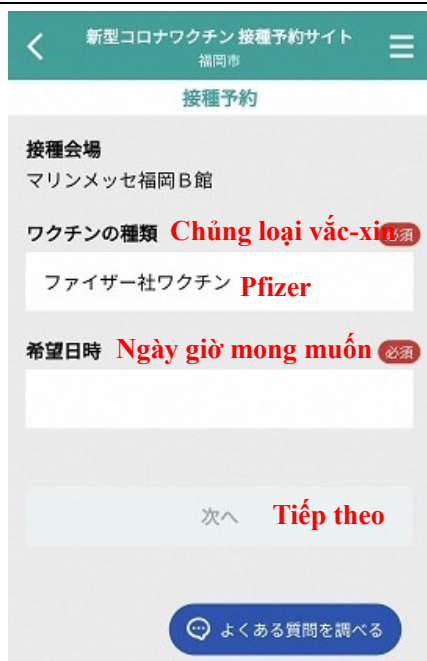 新型コロナワクチン 接種予約サイト
福岡市
接種予約
接種会場
マリンメッセ福岡B館
ワクチンの種類 Chủng loại vắc-xin 必須
ファイザー社ワクチン Pfizer
希望日時 Ngày giờ mong muốn 必須
次へ Tiếp theo
よくある質問を調べる